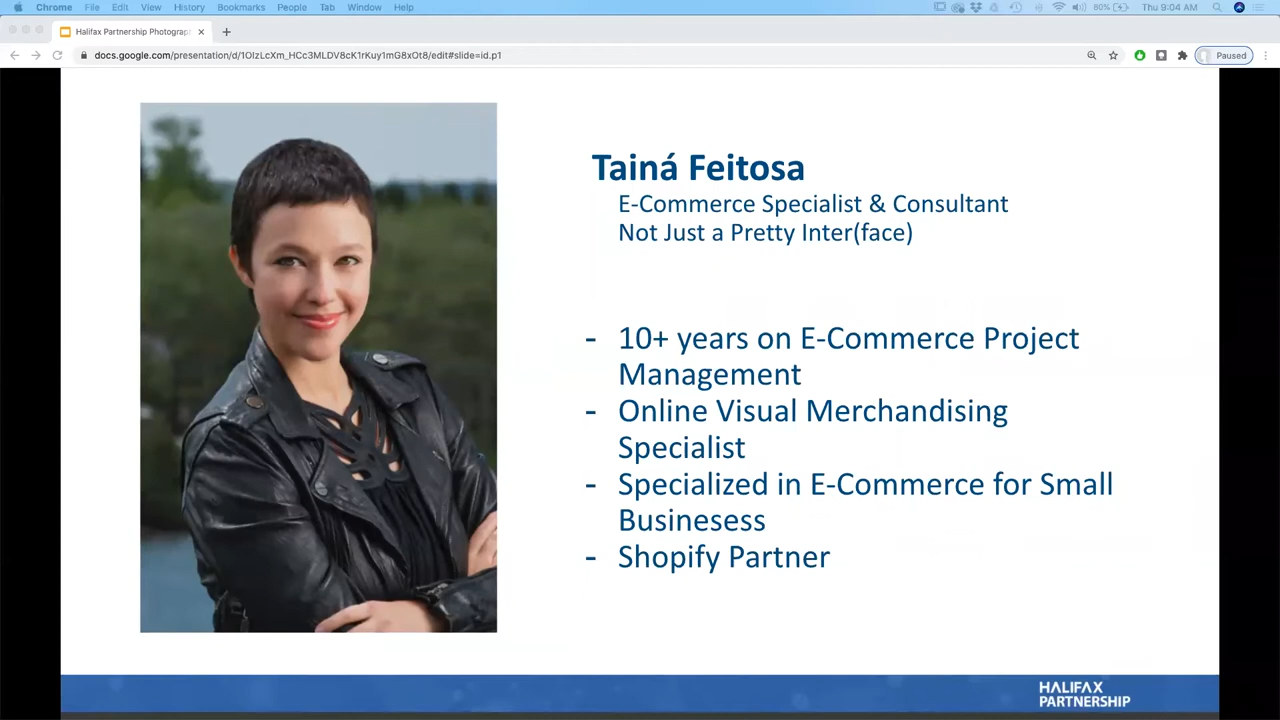 Chrome File Edit View History Bookmarks People Tab Window Help 80% Thu 9:04 AM
Halifax Partnership Photograp
docs.google.com/presentation/d/1OIzLcXm_HCc3MLDV8cK1rKuy1mG8xOt8/edit#slide=id.p1 Paused
Tainá Feitosa
E-Commerce Specialist & Consultant
Not Just a Pretty Inter(face)
- 10+ years on E-Commerce Project
Management
- Online Visual Merchandising
Specialist
- Specialized in E-Commerce for Small
Businesess
- Shopify Partner
HALIFAX
PARTNERSHIP